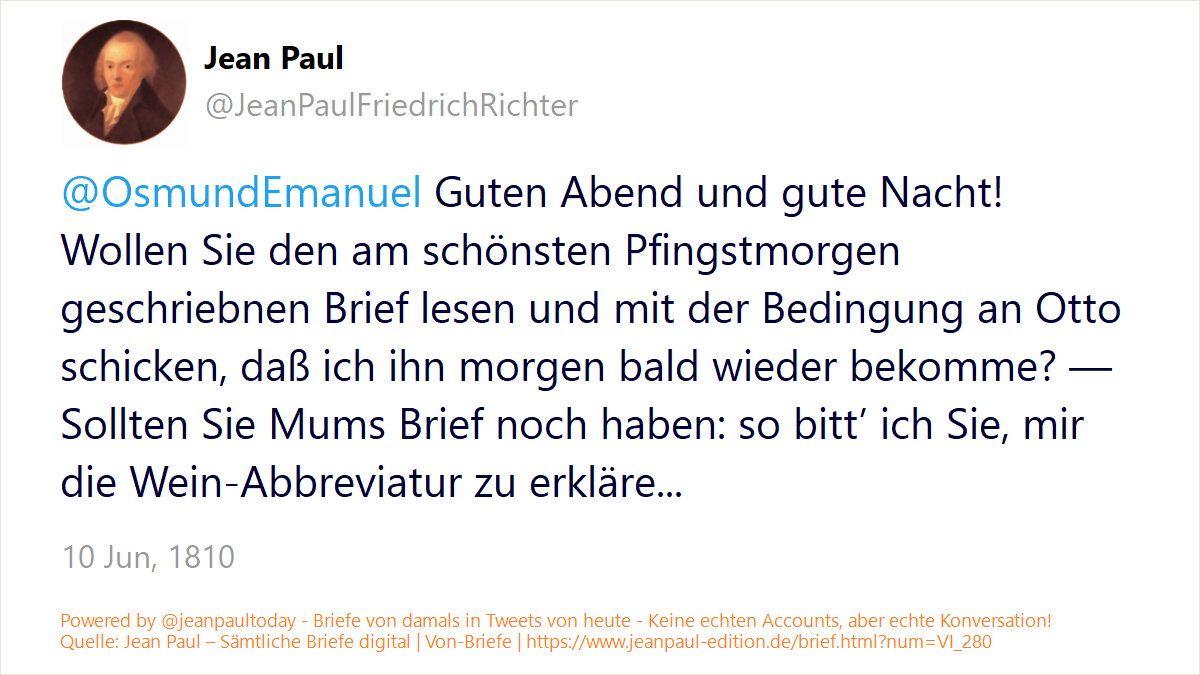 Jean Paul
@JeanPaulFriedrichRichter
@OsmundEmanuel Guten Abend und gute Nacht!
Wollen Sie den am schönsten Pfingstmorgen
geschriebnen Brief lesen und mit der Bedingung an Otto
schicken, daß ich ihn morgen bald wieder bekomme? —
Sollten Sie Mums Brief noch haben: so bitt’ ich Sie, mir
die Wein-Abbreviatur zu erkläre...
10 Jun, 1810
Powered by @jeanpaultoday - Briefe von damals in Tweets von heute - Keine echten Accounts, aber echte Konversation!
Quelle: Jean Paul – Sämtliche Briefe digital | Von-Briefe | https://www.jeanpaul-edition.de/brief.html?num=VI_280